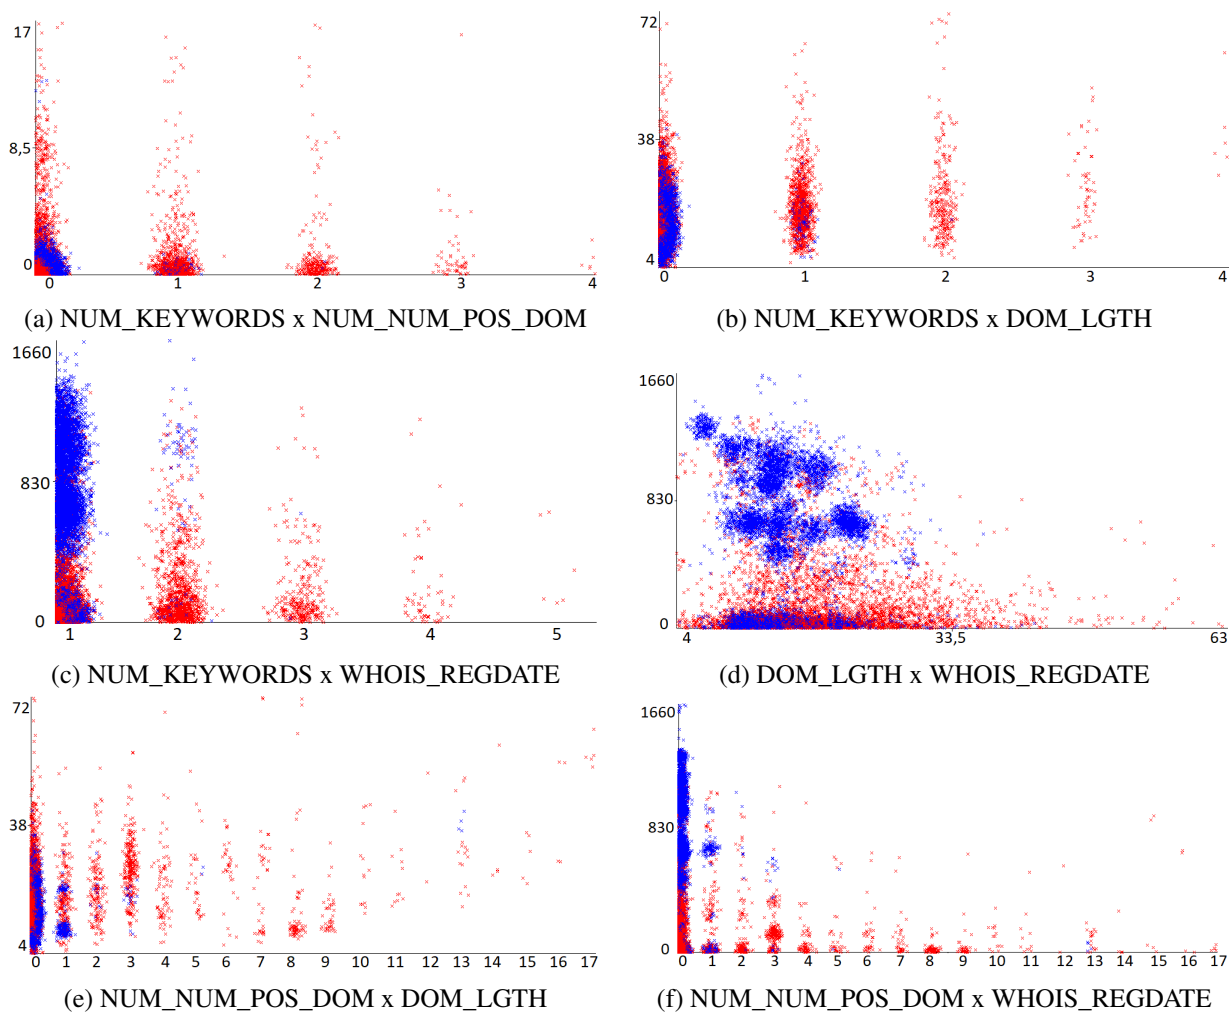 17
8,5
0
0 1 2 3 4
(a) NUM_KEYWORDS x NUM_NUM_POS_DOM
72
38
4
0 1 2 3 4
(b) NUM_KEYWORDS x DOM_LGTH
1660
830
0
1 2 3 4 5
(c) NUM_KEYWORDS x WHOIS_REGDATE
1660
830
0
4 33,5 63
(d) DOM_LGTH x WHOIS_REGDATE
72
38
4
0 1 2 3 4 5 6 7 8 9 10 11 12 13 14 15 16 17
(e) NUM_NUM_POS_DOM x DOM_LGTH
1660
830
0
0 1 2 3 4 5 6 7 8 9 10 11 12 13 14 15 16 17
(f) NUM_NUM_POS_DOM x WHOIS_REGDATE